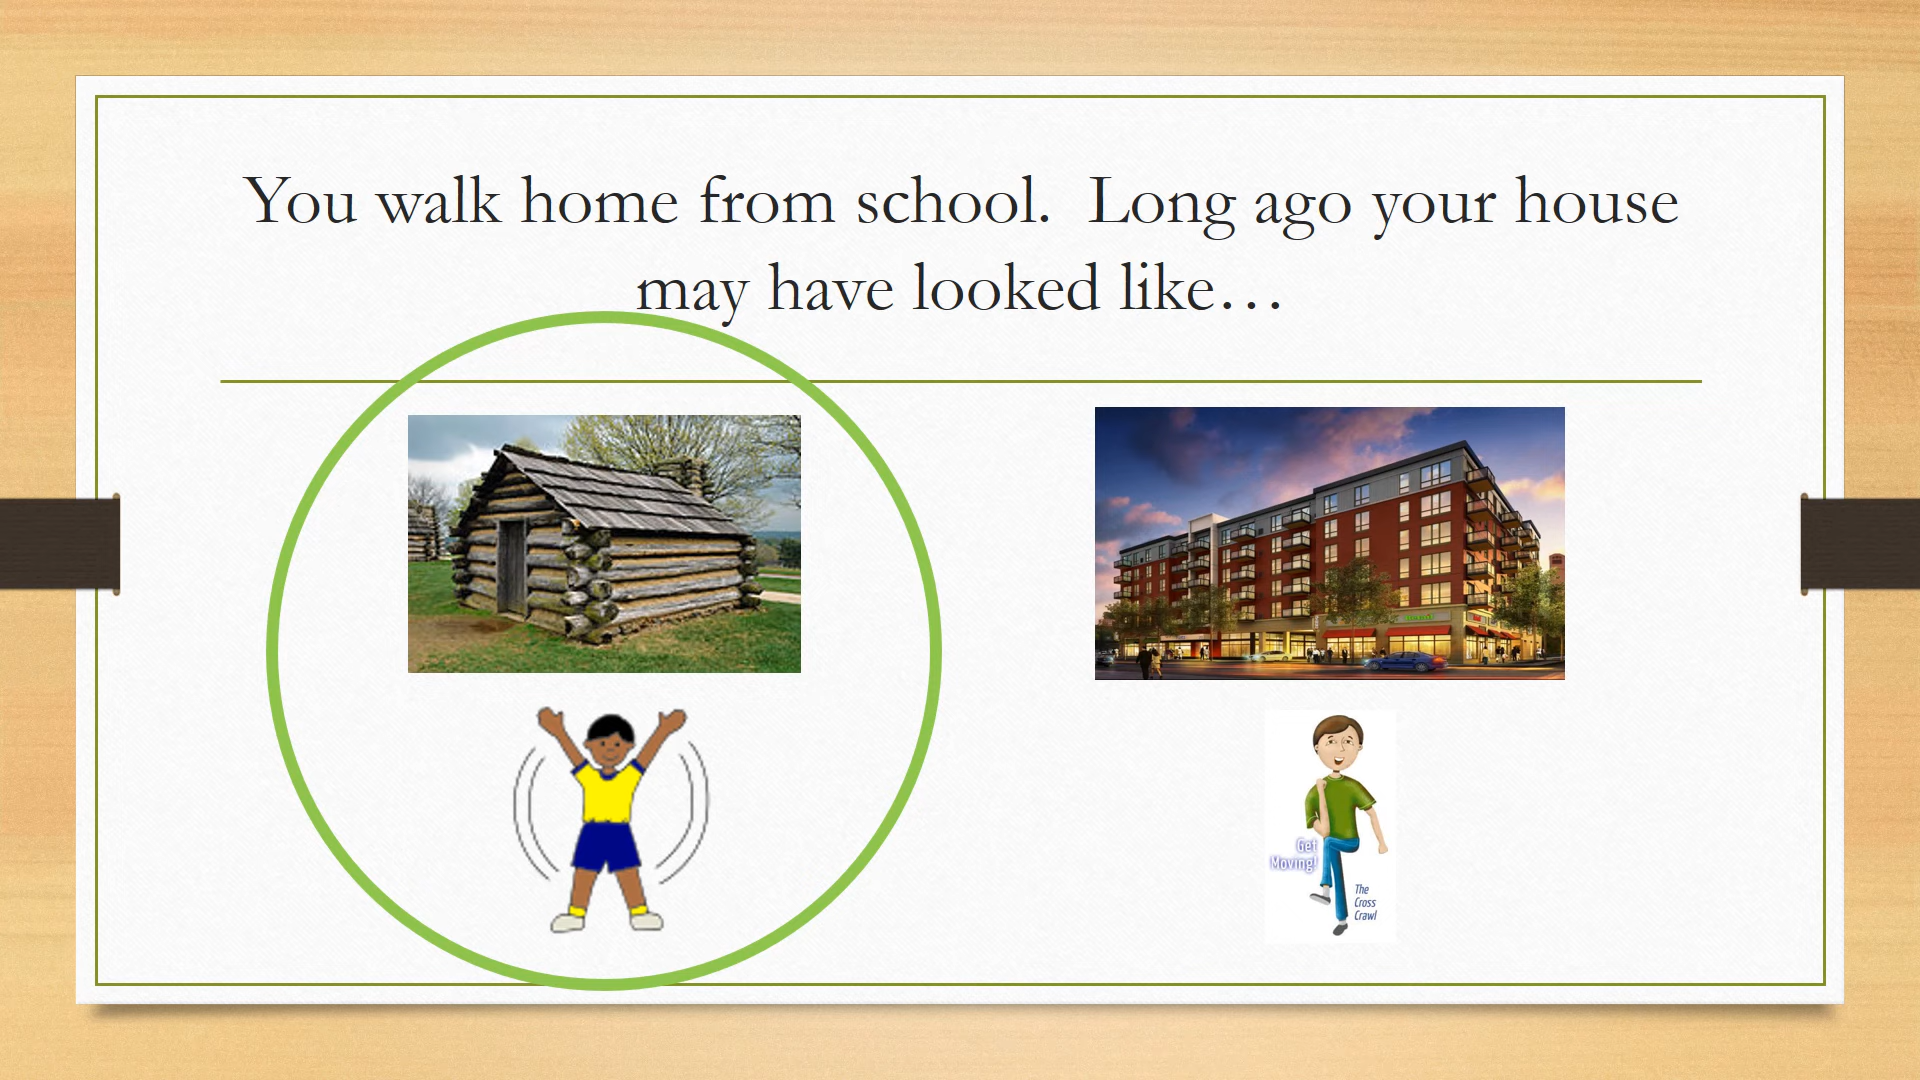 You walk home from school.  Long ago your house
may have looked like…
Get
Moving!
The
Cross
Crawl